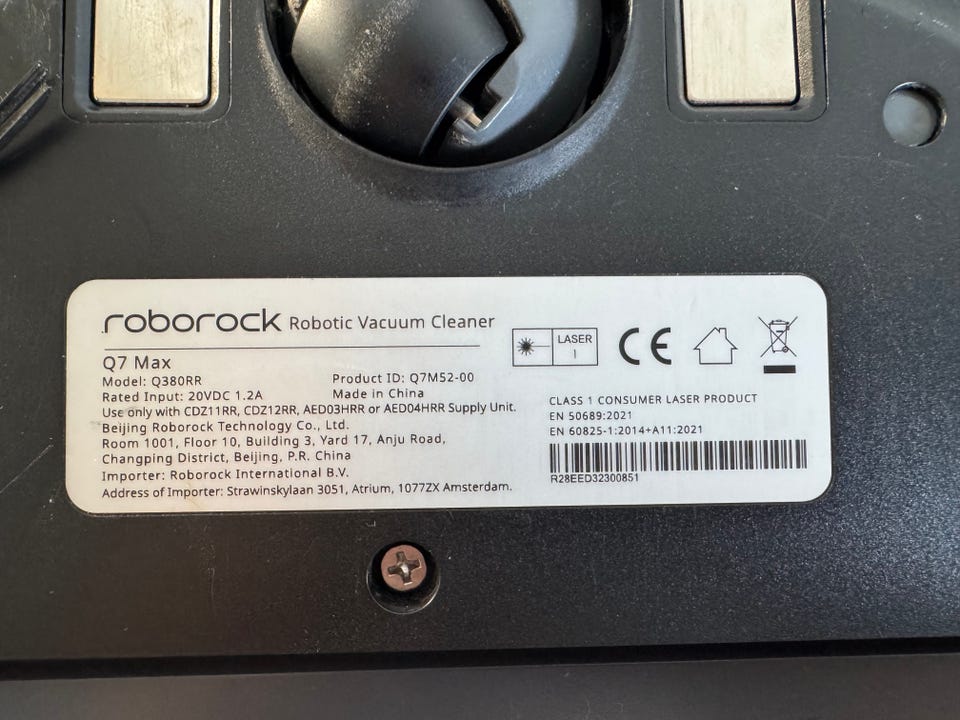 roborock Robotic Vacuum Cleaner
Q7 Max
Model: Q380RR Product ID: Q7M52-00
Rated Input: 20VDC 1.2A Made in China
Use only with CDZ11RR, CDZ12RR, AED03HRR or AED04HRR Supply Unit.
Beijing Roborock Technology Co., Ltd.
Room 1001, Floor 10, Building 3, Yard 17, Anju Road,
Changping District, Beijing, P.R. China
Importer: Roborock International B.V.
Address of Importer: Strawinskylaan 3051, Atrium, 1077ZX Amsterdam.
LASER
1
CE
CLASS 1 CONSUMER LASER PRODUCT
EN 50689:2021
EN 60825-1:2014+A11:2021
R28EED32300851